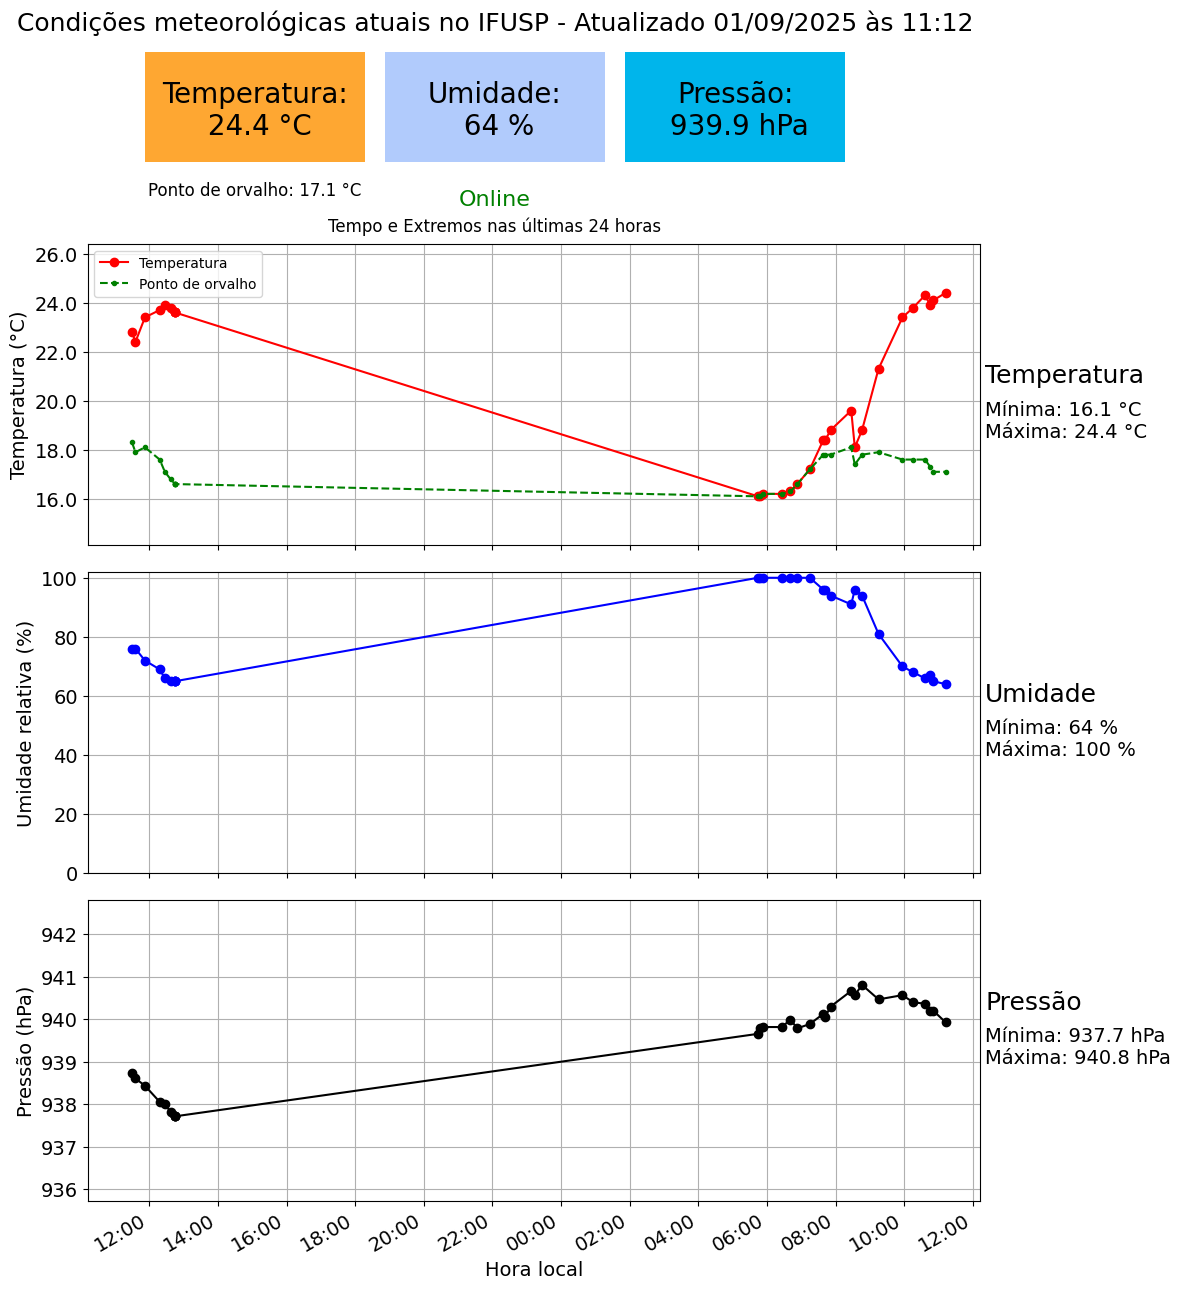 Condições meteorológicas atuais no IFUSP - Atualizado 01/09/2025 às 11:12
Temperatura:
24.4 °C
Umidade:
64 %
Pressão:
939.9 hPa
Ponto de orvalho: 17.1 °C
Online
Tempo e Extremos nas últimas 24 horas
Temperatura (°C)
26.0
24.0
22.0
20.0
18.0
16.0
Temperatura
Ponto de orvalho
Temperatura
Mínima: 16.1 °C
Máxima: 24.4 °C
Umidade relativa (%)
100
80
60
40
20
0
Umidade
Mínima: 64 %
Máxima: 100 %
Pressão (hPa)
942
941
940
939
938
937
936
Pressão
Mínima: 937.7 hPa
Máxima: 940.8 hPa
12:00 14:00 16:00 18:00 20:00 22:00 00:00 02:00 04:00 06:00 08:00 10:00 12:00
Hora local